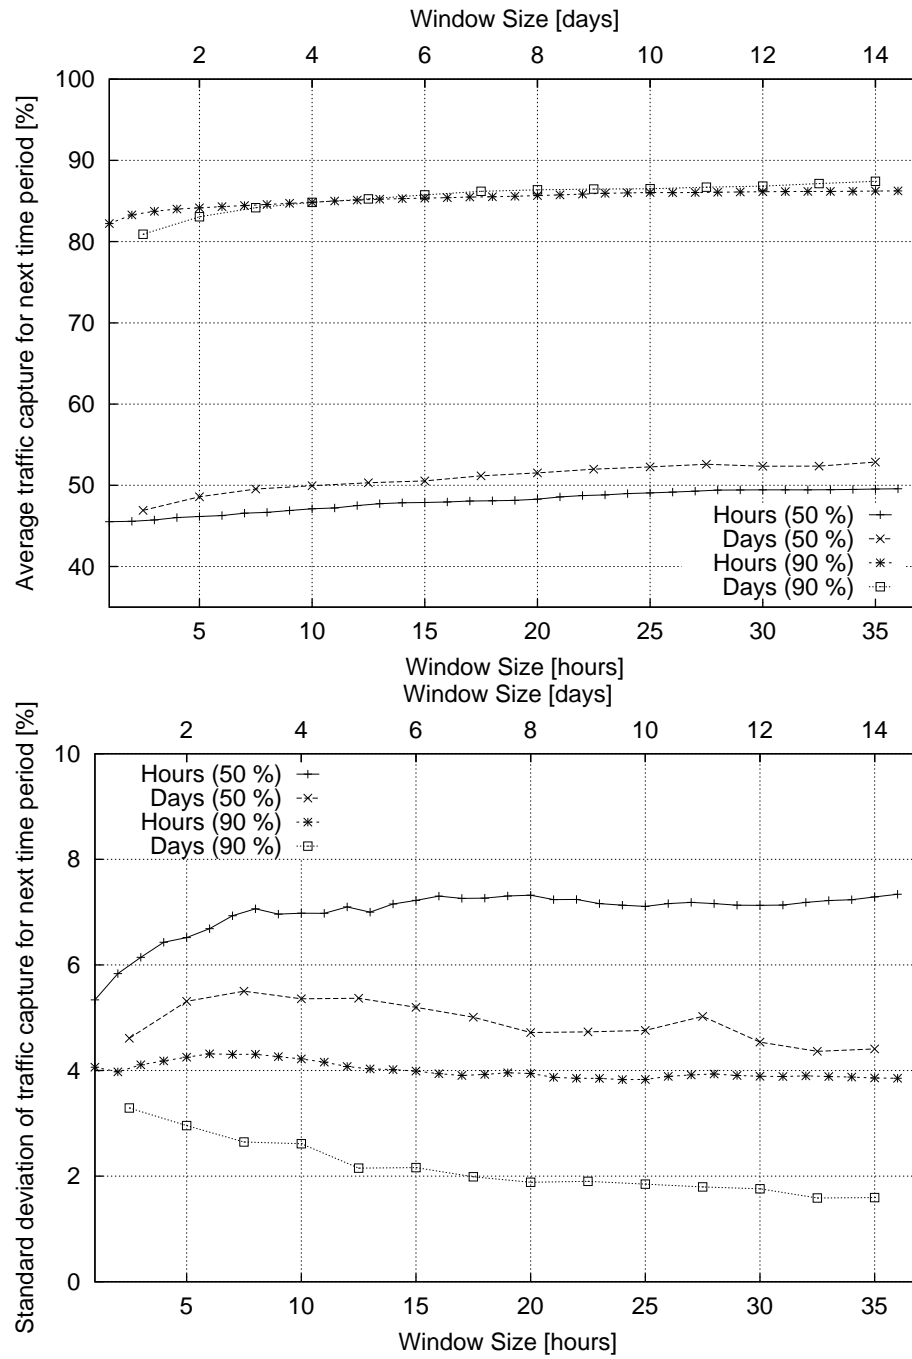 Window Size [days]
2 4 6 8 10 12 14
Average traffic capture for next time period [%]
100
90
80
70
60
50
40
Hours (50 %)
Days (50 %)
Hours (90 %)
Days (90 %)
5 10 15 20 25 30 35
Window Size [hours]
Window Size [days]
2 4 6 8 10 12 14
Standard deviation of traffic capture for next time period [%]
10
8
6
4
2
0
Hours (50 %)
Days (50 %)
Hours (90 %)
Days (90 %)
5 10 15 20 25 30 35
Window Size [hours]